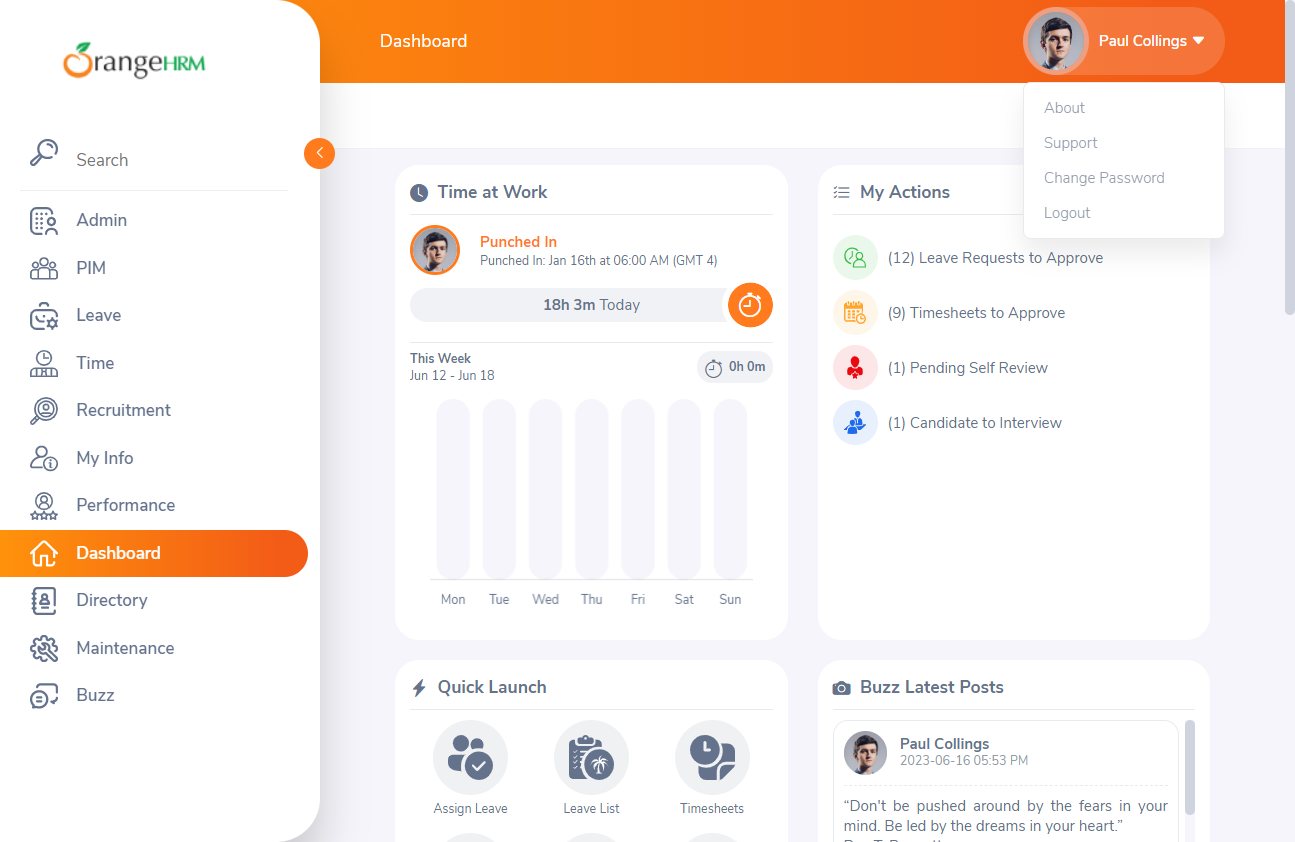 OrangeHRM
Search
Admin
PIM
Leave
Time
Recruitment
My Info
Performance
Dashboard
Directory
Maintenance
Buzz
Dashboard
Paul Collings
About
Support
Change Password
Logout
Time at Work
Punched In
Punched In: Jan 16th at 06:00 AM (GMT 4)
18h 3m Today
This Week
Jun 12 - Jun 18
0h 0m
Mon Tue Wed Thu Fri Sat Sun
My Actions
(12) Leave Requests to Approve
(9) Timesheets to Approve
(1) Pending Self Review
(1) Candidate to Interview
Quick Launch
Assign Leave
Leave List
Timesheets
Buzz Latest Posts
Paul Collings
2023-06-16 05:53 PM
“Don't be pushed around by the fears in your
mind. Be led by the dreams in your heart.”